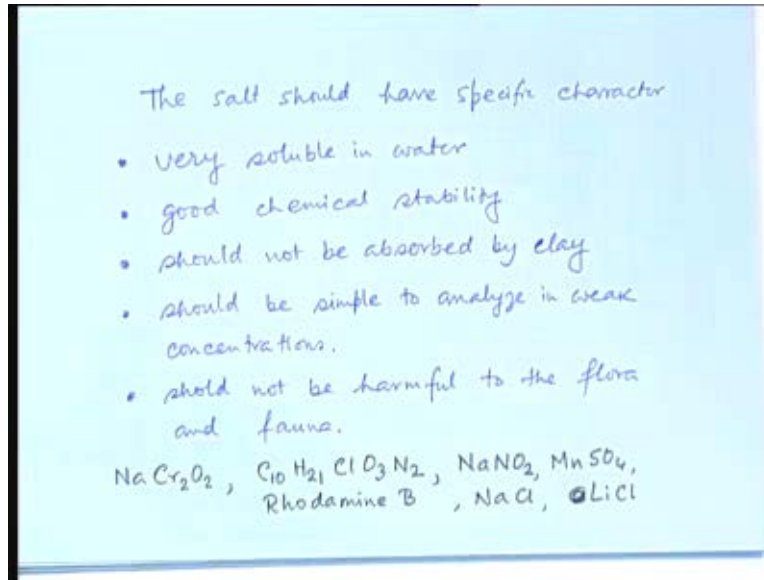 The salt should have specific character
• very soluble in water
• good chemical stability
• should not be absorbed by clay
• should be simple to analyze in weak
concentrations.
• shold not be harmful to the flora
and fauna.
NaCr₂O₂, C₁₀H₂₁ClO₃N₂, NaNO₂, MnSO₄,
Rhodamine B, NaCl, LiCl